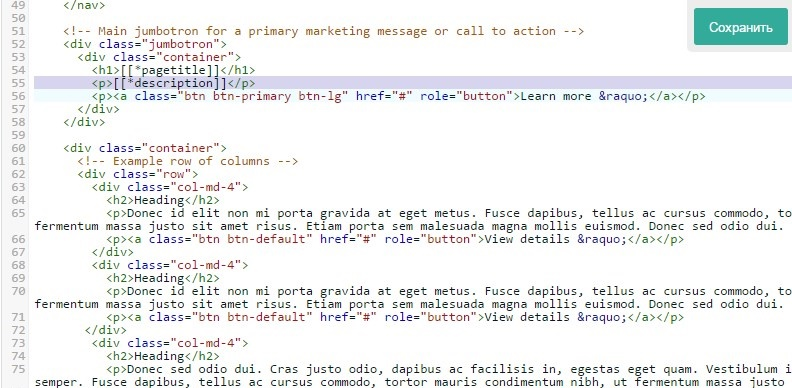 49 </nav>
50
51 <!-- Main jumbotron for a primary marketing message or call to action -->
52 <div class="jumbotron">
53 <div class="container">
54 <h1>[[*pagetitle]]</h1>
55 <p>[[*description]]</p>
56 <p><a class="btn btn-primary btn-lg" href="#" role="button">Learn more &raquo;</a></p>
57 </div>
58 </div>
59
60 <div class="container">
61 <!-- Example row of columns -->
62 <div class="row">
63 <div class="col-md-4">
64 <h2>Heading</h2>
65 <p>Donec id elit non mi porta gravida at eget metus. Fusce dapibus, tellus ac cursus commodo, to
fermentum massa justo sit amet risus. Etiam porta sem malesuada magna mollis euismod. Donec sed odio dui.
66 <p><a class="btn btn-default" href="#" role="button">View details &raquo;</a></p>
67 </div>
68 <div class="col-md-4">
69 <h2>Heading</h2>
70 <p>Donec id elit non mi porta gravida at eget metus. Fusce dapibus, tellus ac cursus commodo, to
fermentum massa justo sit amet risus. Etiam porta sem malesuada magna mollis euismod. Donec sed odio dui.
71 <p><a class="btn btn-default" href="#" role="button">View details &raquo;</a></p>
72 </div>
73 <div class="col-md-4">
74 <h2>Heading</h2>
75 <p>Donec sed odio dui. Cras justo odio, dapibus ac facilisis in, egestas eget quam. Vestibulum i
semper. Fusce dapibus, tellus ac cursus commodo, tortor mauris condimentum nibh, ut fermentum massa justo
Сохранить